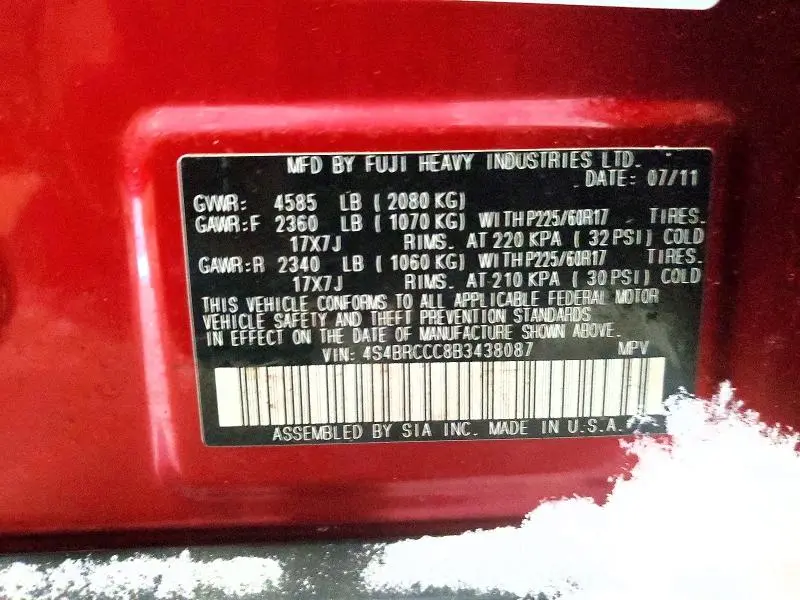 MFD BY FUJI HEAVY INDUSTRIES LTD.
DATE: 07/11
GVWR: 4585 LB ( 2080 KG)
GAWR:F 2360 LB ( 1070 KG) WITH P225/60R17 TIRES.
17X7J RIMS. AT 220 KPA ( 32 PSI) COLD
GAWR:R 2340 LB ( 1060 KG) WITH P225/60R17 TIRES.
17X7J RIMS. AT 210 KPA ( 30 PSI) COLD
THIS VEHICLE CONFORMS TO ALL APPLICABLE FEDERAL MOTOR
VEHICLE SAFETY AND THEFT PREVENTION STANDARDS
IN EFFECT ON THE DATE OF MANUFACTURE SHOWN ABOVE.
VIN: 4S4BRCCC8B3438087 MPV
ASSEMBLED BY SIA INC. MADE IN U.S.A.